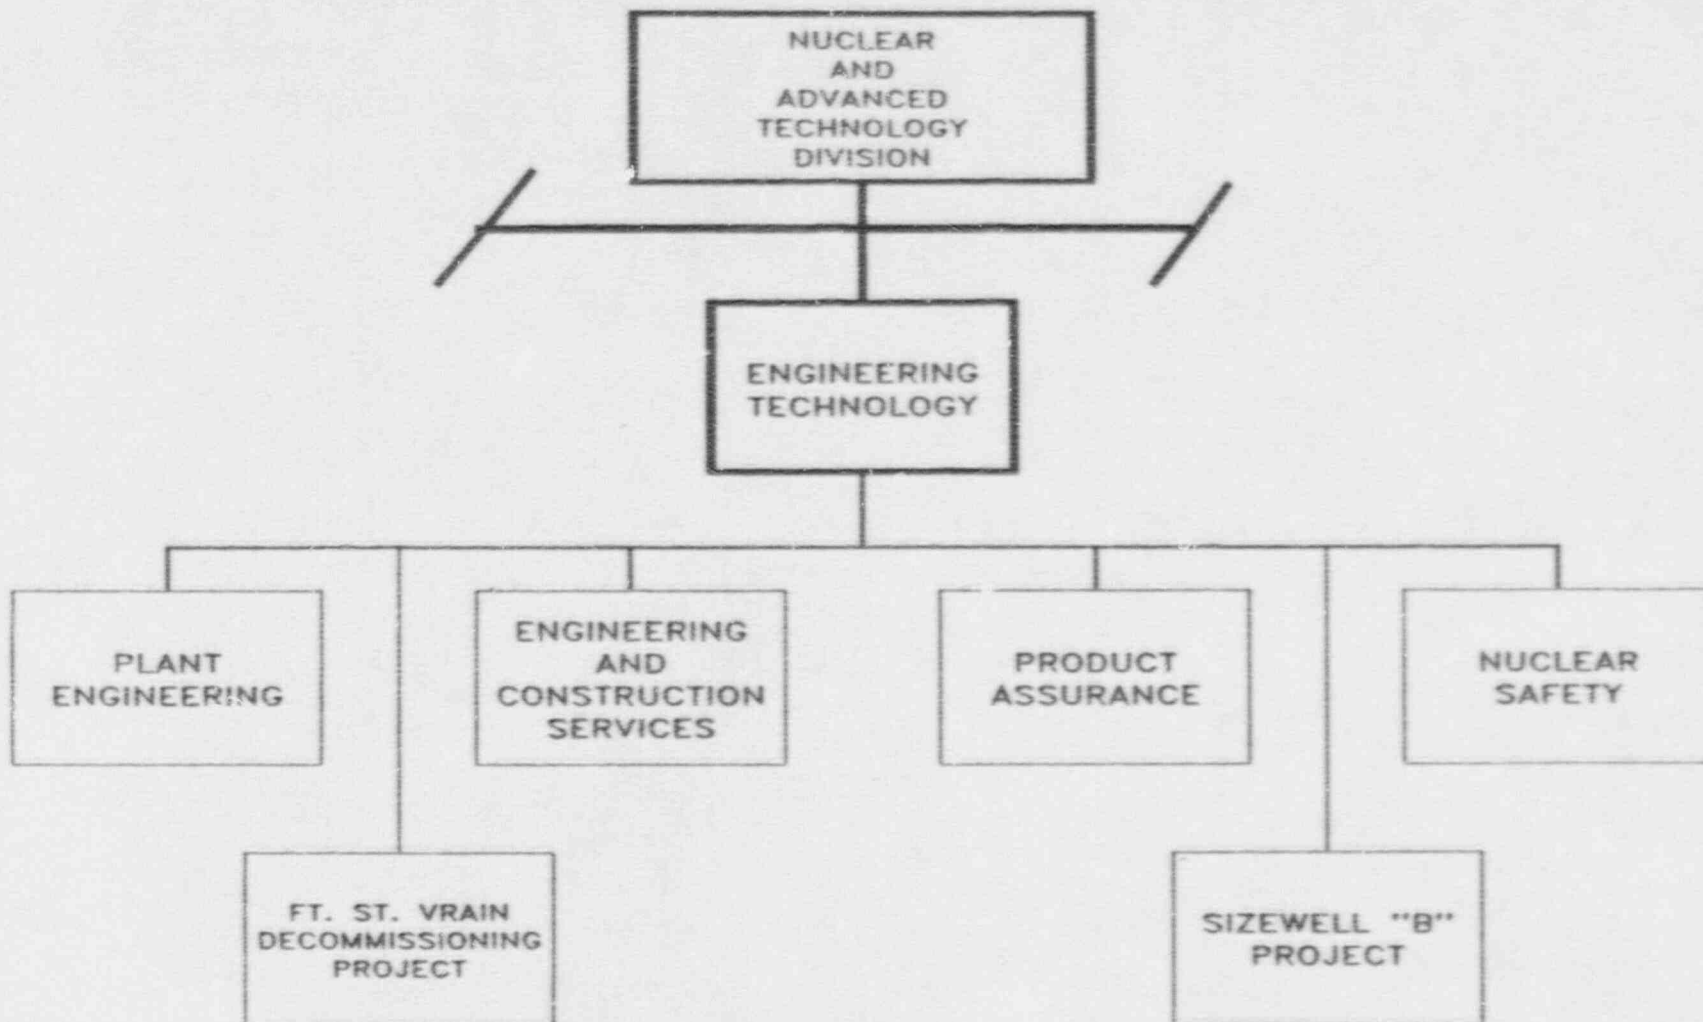 NUCLEAR
AND
ADVANCED
TECHNOLOGY
DIVISION
ENGINEERING
TECHNOLOGY
PLANT
ENGINEERING
ENGINEERING
AND
CONSTRUCTION
SERVICES
PRODUCT
ASSURANCE
NUCLEAR
SAFETY
FT. ST. VRAIN
DECOMMISSIONING
PROJECT
SIZEWELL "B"
PROJECT